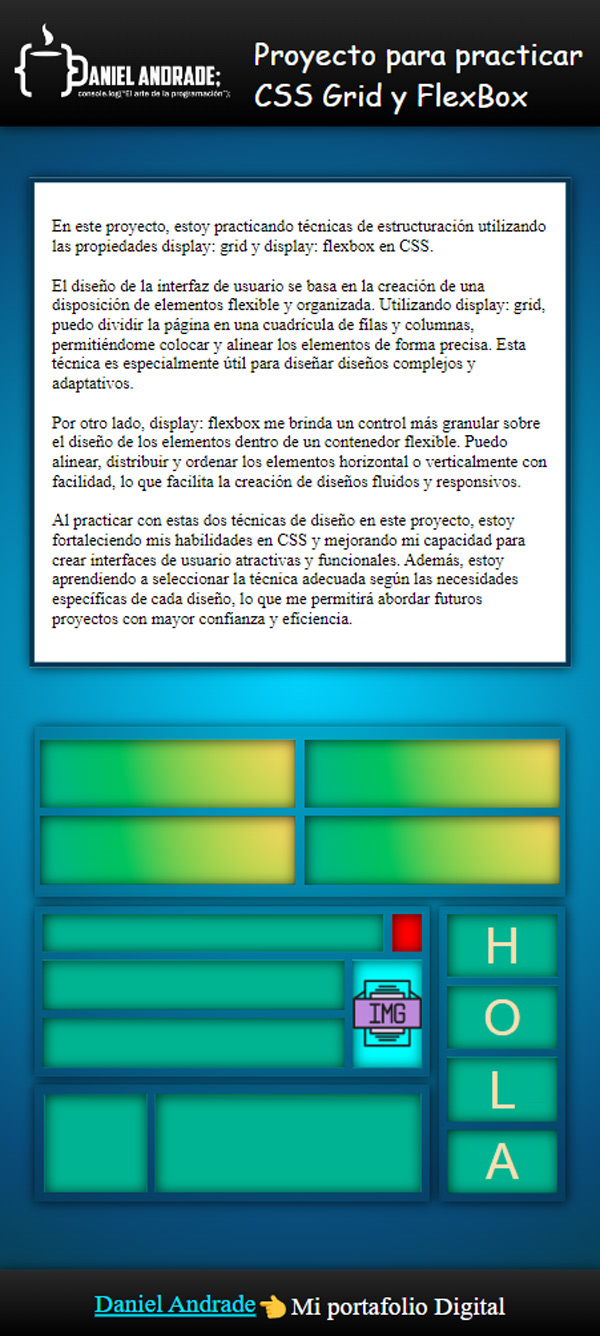 DANIEL ANDRADE;
console.log("El arte de la programación");
Proyecto para practicar
CSS Grid y FlexBox
En este proyecto, estoy practicando técnicas de estructuración utilizando
las propiedades display: grid y display: flexbox en CSS.
El diseño de la interfaz de usuario se basa en la creación de una
disposición de elementos flexible y organizada. Utilizando display: grid,
puedo dividir la página en una cuadrícula de filas y columnas,
permitiéndome colocar y alinear los elementos de forma precisa. Esta
técnica es especialmente útil para diseñar diseños complejos y
adaptativos.
Por otro lado, display: flexbox me brinda un control más granular sobre
el diseño de los elementos dentro de un contenedor flexible. Puedo
alinear, distribuir y ordenar los elementos horizontal o verticalmente con
facilidad, lo que facilita la creación de diseños fluidos y responsivos.
Al practicar con estas dos técnicas de diseño en este proyecto, estoy
fortaleciendo mis habilidades en CSS y mejorando mi capacidad para
crear interfaces de usuario atractivas y funcionales. Además, estoy
aprendiendo a seleccionar la técnica adecuada según las necesidades
específicas de cada diseño, lo que me permitirá abordar futuros
proyectos con mayor confianza y eficiencia.
IMG
H
O
L
A
Daniel Andrade👈 Mi portafolio Digital